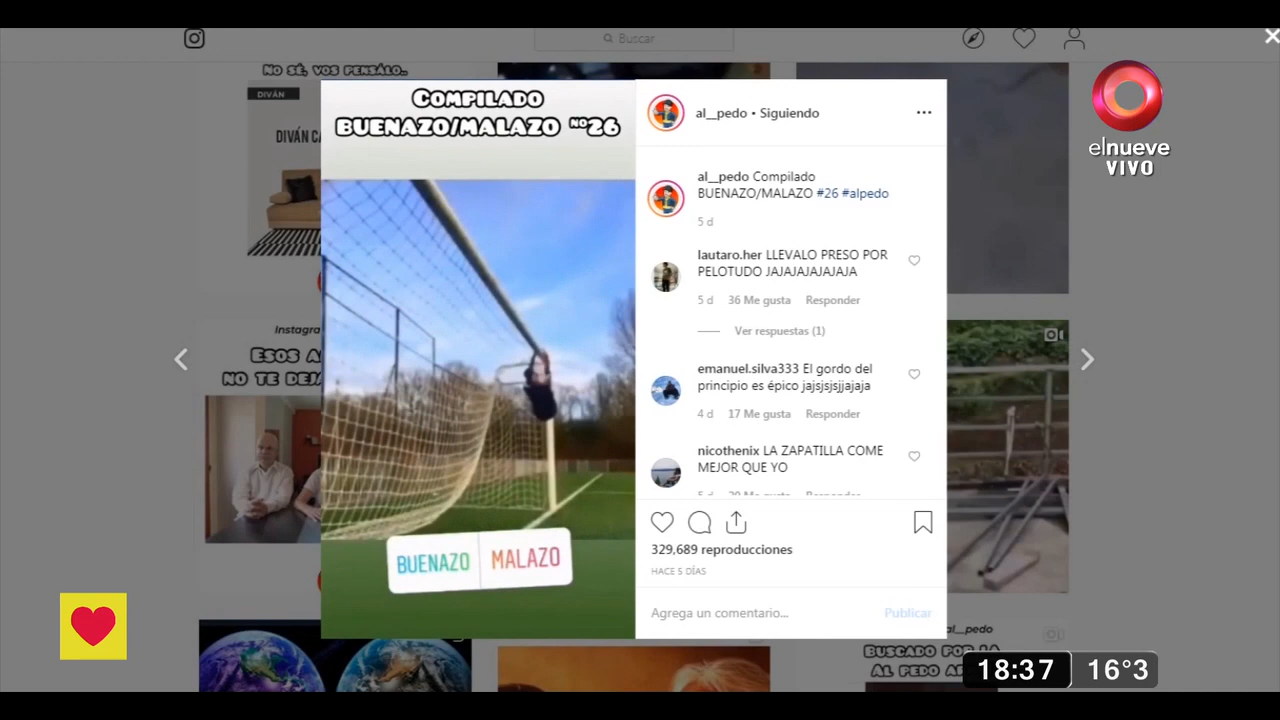 Buscar
NO SÉ, VOS PENSÁLO..
DIVÁN
DIVÁN CA
COMPILADO
BUENAZO/MALAZO Nº26
al__pedo • Siguiendo
elnueve
VIVO
al__pedo Compilado
BUENAZO/MALAZO #26 #alpedo
5 d
lautaro.her LLEVALO PRESO POR
PELOTUDO JAJAJAJAJAJAJA
5 d 36 Me gusta Responder
Ver respuestas (1)
Instagra
ESOS A
NO TE DEJA
emanuel.silva333 El gordo del
principio es épico jajsjsjsjjajaja
4 d 17 Me gusta Responder
nicothenix LA ZAPATILLA COME
MEJOR QUE YO
BUENAZO MALAZO
329,689 reproducciones
HACE 5 DÍAS
Agrega un comentario... Publicar
al__pedo
BUSCADO POR LA
AL PEDO A
18:37 16°3